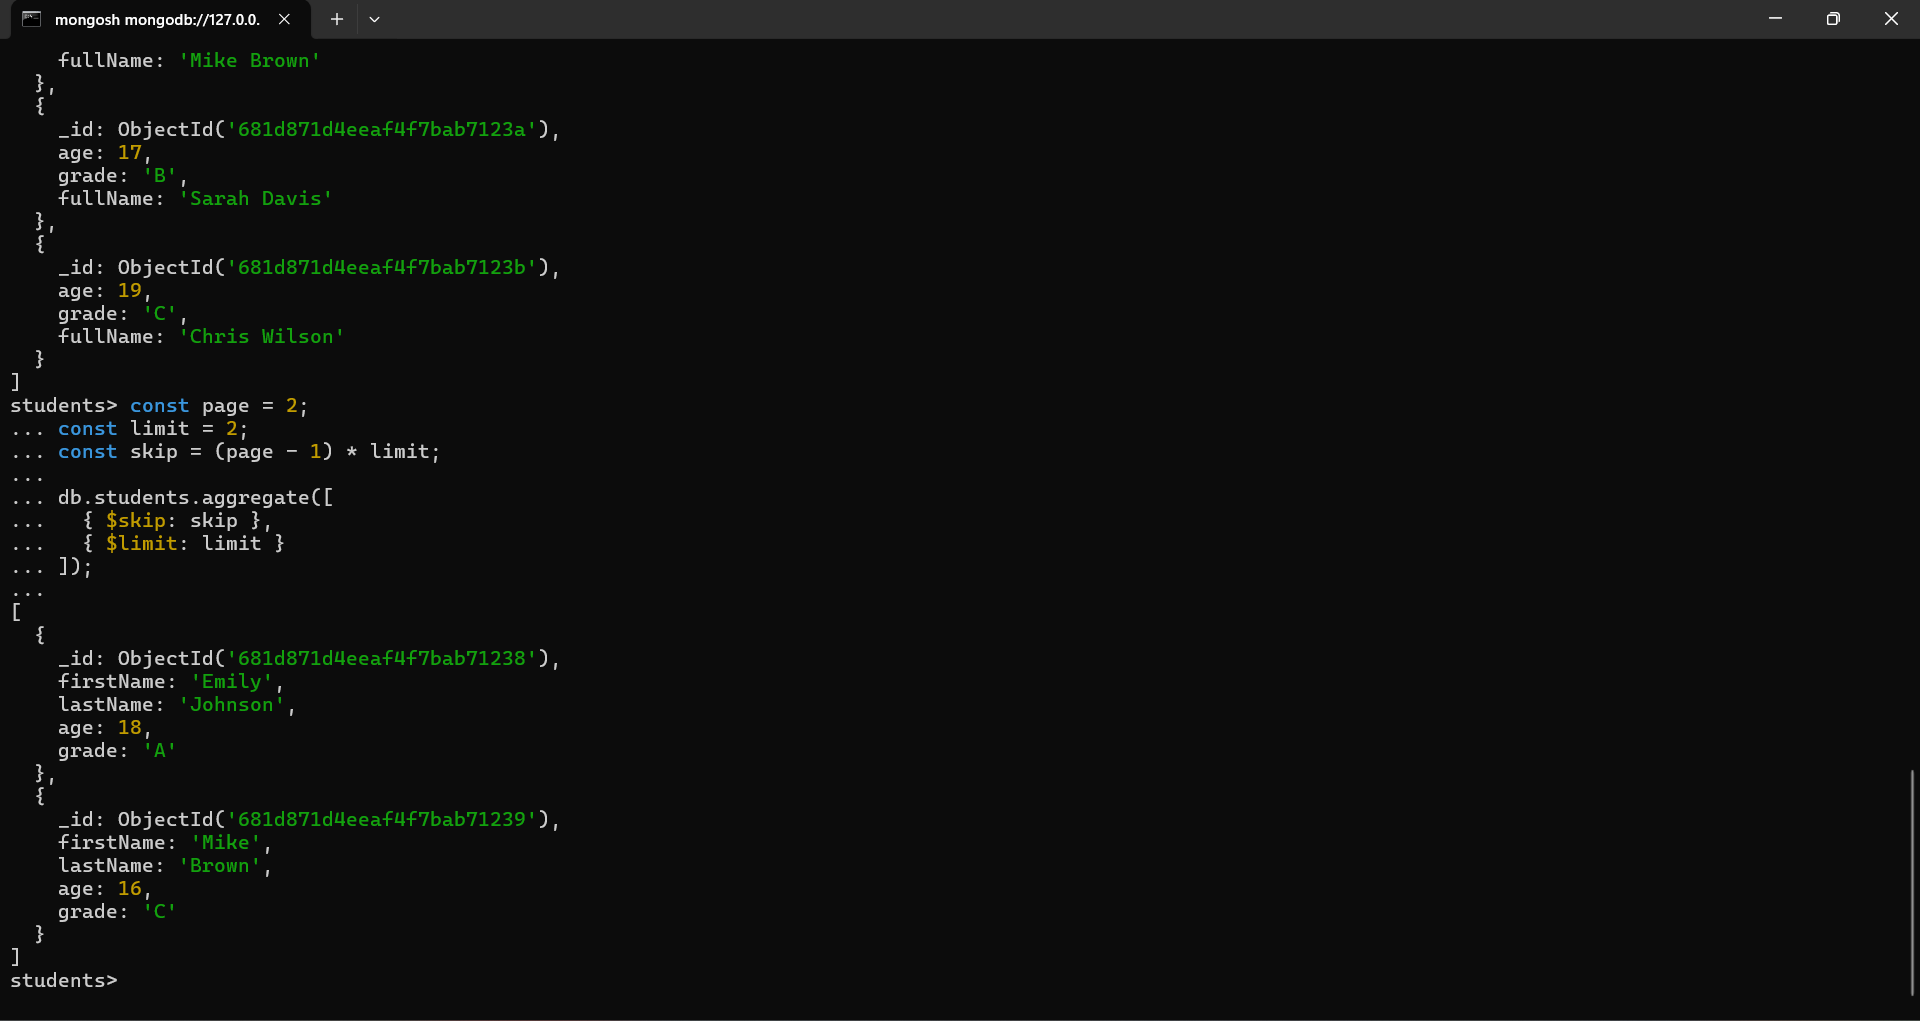 mongosh mongodb://127.0.0.
    fullName: 'Mike Brown'
  },
  {
    _id: ObjectId('681d871d4eeaf4f7bab7123a'),
    age: 17,
    grade: 'B',
    fullName: 'Sarah Davis'
  },
  {
    _id: ObjectId('681d871d4eeaf4f7bab7123b'),
    age: 19,
    grade: 'C',
    fullName: 'Chris Wilson'
  }
]
students> const page = 2;
... const limit = 2;
... const skip = (page - 1) * limit;
...
... db.students.aggregate([
...   { $skip: skip },
...   { $limit: limit }
... ]);
...
[
  {
    _id: ObjectId('681d871d4eeaf4f7bab71238'),
    firstName: 'Emily',
    lastName: 'Johnson',
    age: 18,
    grade: 'A'
  },
  {
    _id: ObjectId('681d871d4eeaf4f7bab71239'),
    firstName: 'Mike',
    lastName: 'Brown',
    age: 16,
    grade: 'C'
  }
]
students>